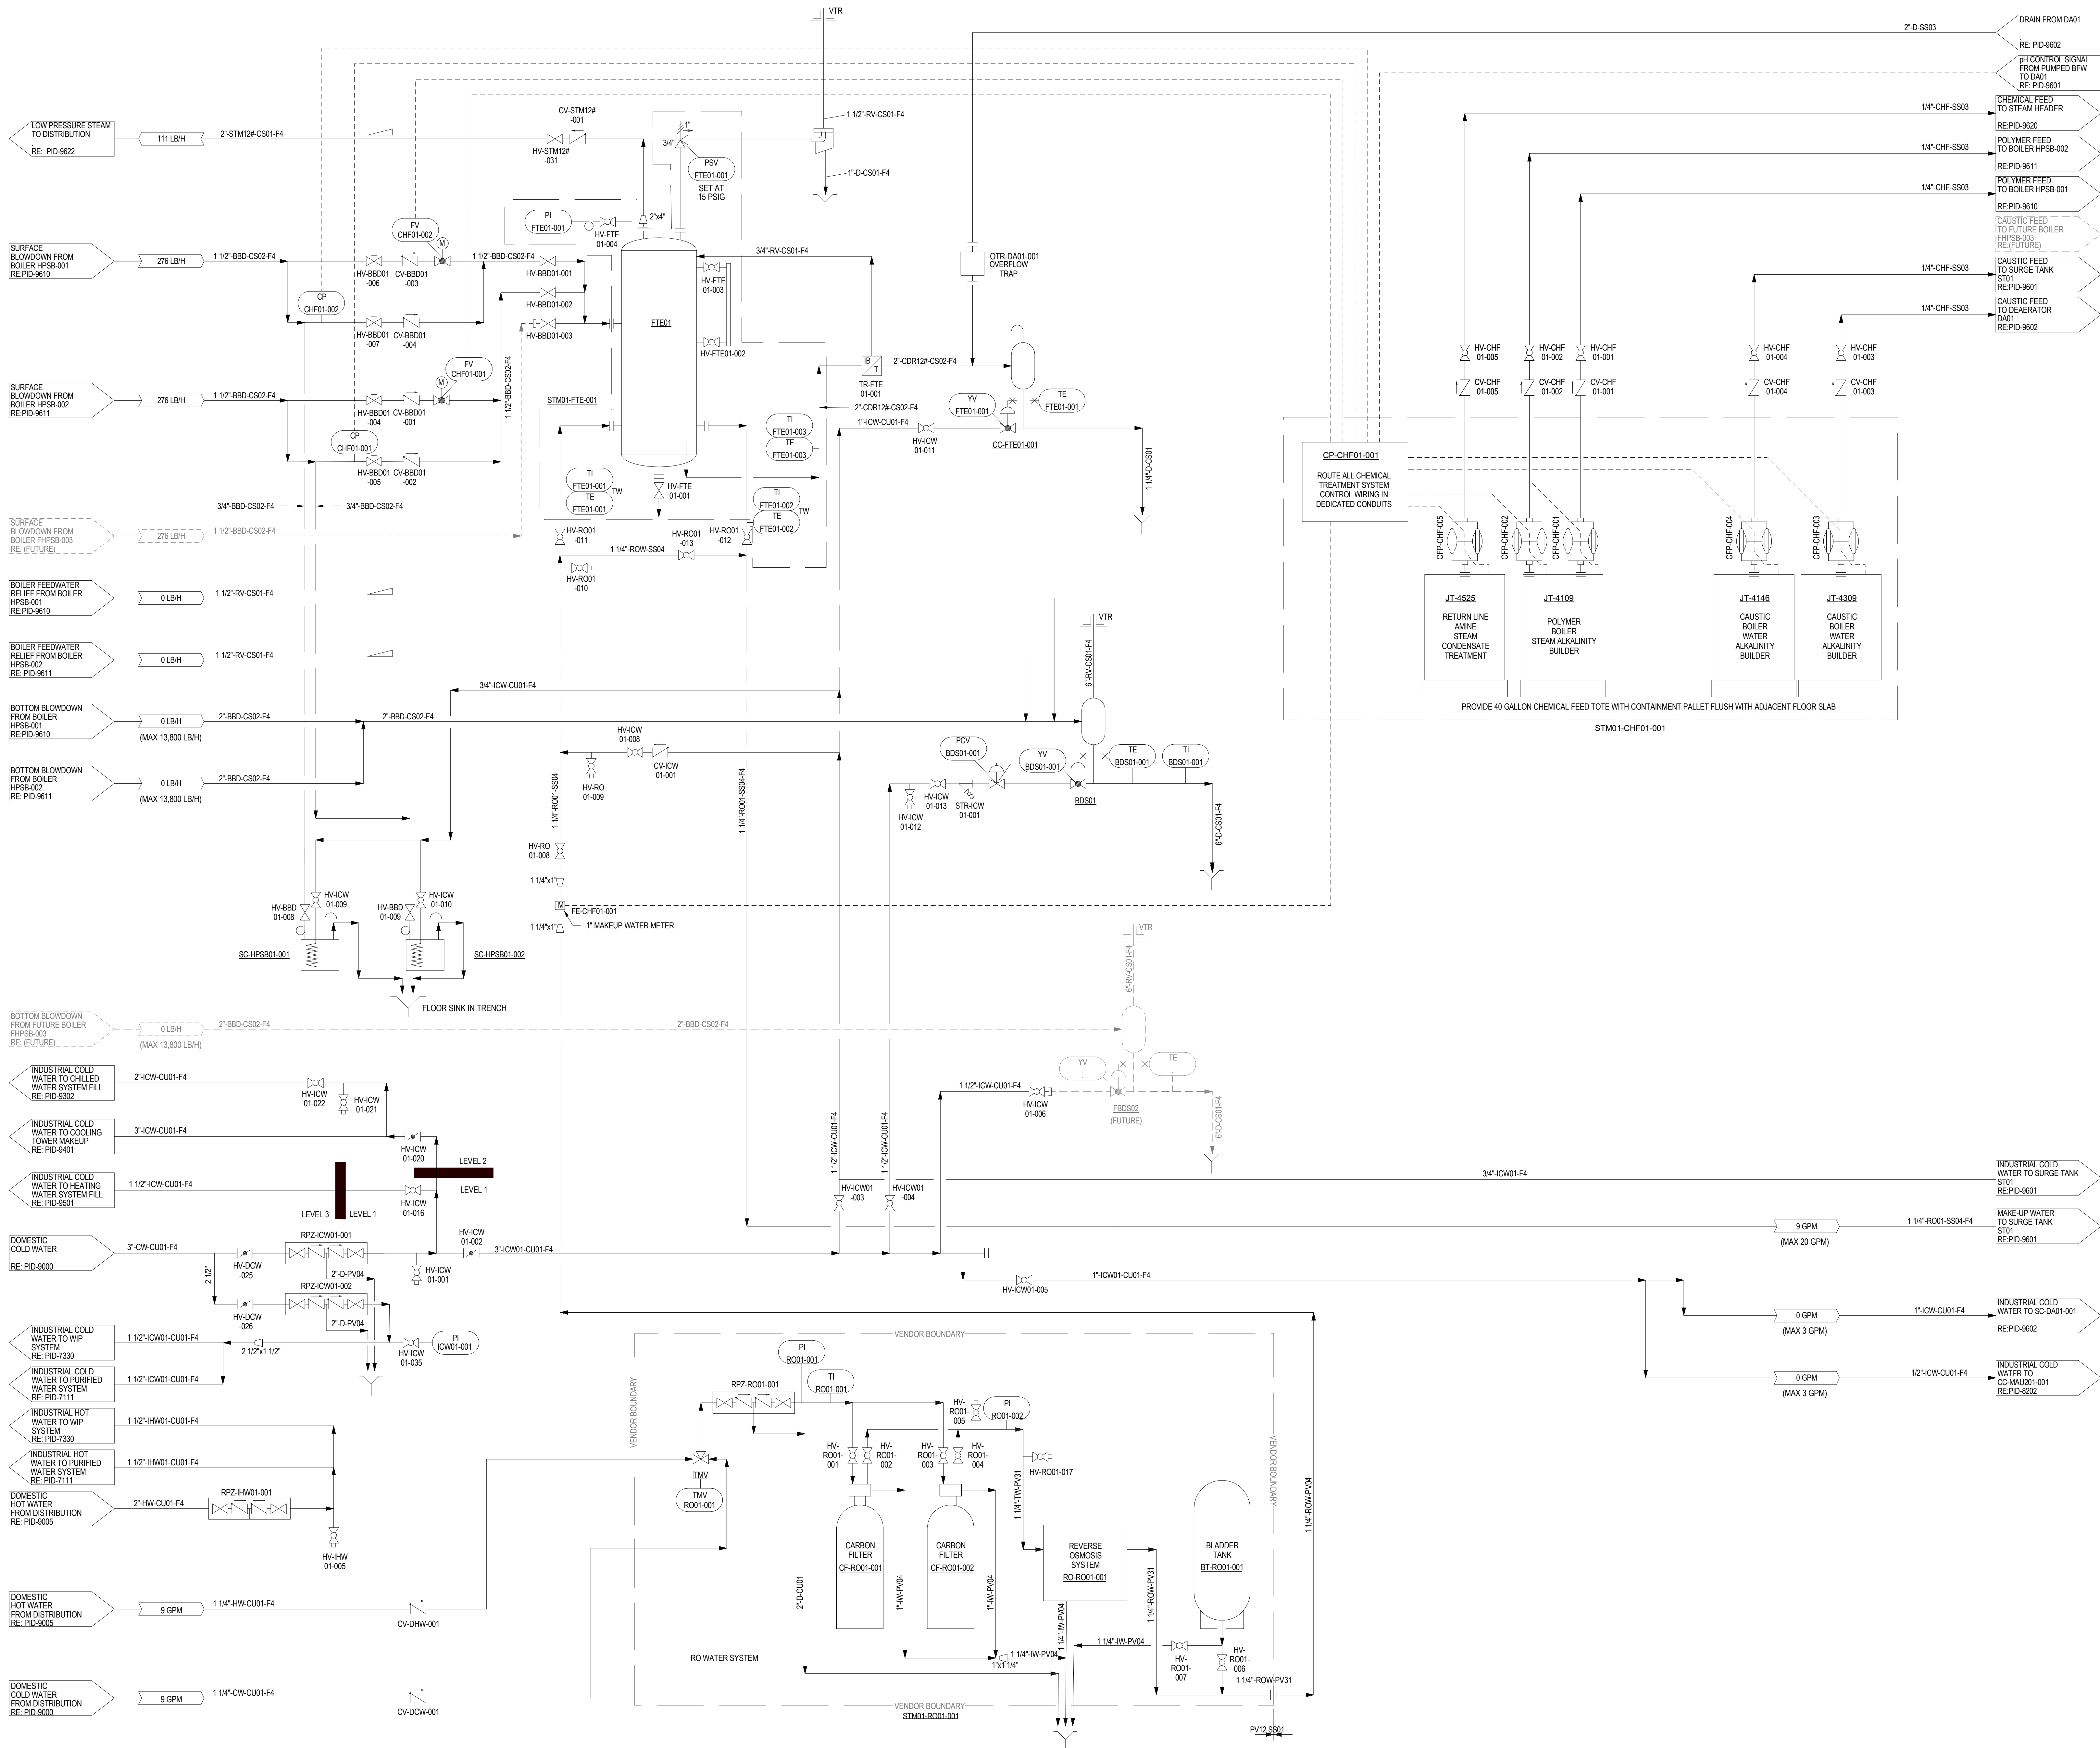 VTR
2"-D-SS03
DRAIN FROM DA01
RE: PID-9602
pH CONTROL SIGNAL
FROM PUMPED BFW
TO DA01
RE: PID-9601
LOW PRESSURE STEAM
TO DISTRIBUTION
RE: PID-9622
111 LB/H
2"-STM12#-CS01-F4
CV-STM12#
-001
HV-STM12#
-031
1"
3/4"
PSV
FTE01-001
SET AT
15 PSIG
1 1/2"-RV-CS01-F4
1"-D-CS01-F4
1/4"-CHF-SS03
CHEMICAL FEED
TO STEAM HEADER
RE:PID-9620
1/4"-CHF-SS03
POLYMER FEED
TO BOILER HPSB-002
RE:PID-9611
1/4"-CHF-SS03
POLYMER FEED
TO BOILER HPSB-001
RE:PID-9610
CAUSTIC FEED
TO FUTURE BOILER
FHPSB-003
RE:(FUTURE)
1/4"-CHF-SS03
CAUSTIC FEED
TO SURGE TANK
ST01
RE:PID-9601
1/4"-CHF-SS03
CAUSTIC FEED
TO DEAERATOR
DA01
RE:PID-9602
SURFACE
BLOWDOWN FROM
BOILER HPSB-001
RE:PID-9610
276 LB/H
1 1/2"-BBD-CS02-F4
FV
CHF01-002
M
HV-BBD01
-006
CV-BBD01
-003
1 1/2"-BBD-CS02-F4
HV-BBD01-001
HV-BBD01-002
HV-BBD01-003
CP
CHF01-002
HV-BBD01
-007
CV-BBD01
-004
PI
FTE01-001
HV-FTE
01-004
2"x4"
FTE01
HV-FTE
01-003
HV-FTE01-002
3/4"-RV-CS01-F4
OTR-DA01-001
OVERFLOW
TRAP
SURFACE
BLOWDOWN FROM
BOILER HPSB-002
RE:PID-9611
276 LB/H
1 1/2"-BBD-CS02-F4
FV
CHF01-001
M
HV-BBD01
-004
CV-BBD01
-001
1 1/2"-BBD-CS02-F4
CP
CHF01-001
HV-BBD01
-005
CV-BBD01
-002
STM01-FTE-001
IB
T
TR-FTE
01-001
2"-CDR12#-CS02-F4
2"-CDR12#-CS02-F4
1"-ICW-CU01-F4
HV-ICW
01-011
YV
FTE01-001
TE
FTE01-001
CC-FTE01-001
1 1/4"-D-CS01
TI
FTE01-003
TE
FTE01-003
TI
FTE01-001
TE
FTE01-001
TW
HV-FTE
01-001
TI
FTE01-002
TE
FTE01-002
TW
3/4"-BBD-CS02-F4
3/4"-BBD-CS02-F4
SURFACE
BLOWDOWN FROM
BOILER FHPSB-003
RE: (FUTURE)
276 LB/H
1 1/2"-BBD-CS02-F4
HV-RO01
-011
1 1/4"-ROW-SS04
HV-RO01
-013
HV-RO01
-012
HV-RO01
-010
HV-CHF
01-005
HV-CHF
01-002
HV-CHF
01-001
HV-CHF
01-004
HV-CHF
01-003
CV-CHF
01-005
CV-CHF
01-002
CV-CHF
01-001
CV-CHF
01-004
CV-CHF
01-003
CP-CHF01-001
ROUTE ALL CHEMICAL
TREATMENT SYSTEM
CONTROL WIRING IN
DEDICATED CONDUITS
CFP-CHF-005
CFP-CHF-002
CFP-CHF-001
CFP-CHF-004
CFP-CHF-003
JT-4525
RETURN LINE
AMINE
STEAM
CONDENSATE
TREATMENT
JT-4109
POLYMER
BOILER
STEAM ALKALINITY
BUILDER
JT-4146
CAUSTIC
BOILER
WATER
ALKALINITY
BUILDER
JT-4309
CAUSTIC
BOILER
WATER
ALKALINITY
BUILDER
PROVIDE 40 GALLON CHEMICAL FEED TOTE WITH CONTAINMENT PALLET FLUSH WITH ADJACENT FLOOR SLAB
STM01-CHF01-001
BOILER FEEDWATER
RELIEF FROM BOILER
HPSB-001
RE:PID-9610
0 LB/H
1 1/2"-RV-CS01-F4
BOILER FEEDWATER
RELIEF FROM BOILER
HPSB-002
RE: PID-9611
0 LB/H
1 1/2"-RV-CS01-F4
VTR
6"-RV-CS01-F4
3/4"-ICW-CU01-F4
BOTTOM BLOWDOWN
FROM BOILER
HPSB-001
RE: PID-9610
0 LB/H
(MAX 13,800 LB/H)
2"-BBD-CS02-F4
2"-BBD-CS02-F4
BOTTOM BLOWDOWN
FROM BOILER
HPSB-002
RE: PID-9611
0 LB/H
(MAX 13,800 LB/H)
2"-BBD-CS02-F4
HV-ICW
01-008
CV-ICW
01-001
HV-RO
01-009
1 1/4"-RO01-SS04
1 1/4"-RO01-SS04-F4
PCV
BDS01-001
YV
BDS01-001
TE
BDS01-001
TI
BDS01-001
HV-ICW
01-013
STR-ICW
01-001
HV-ICW
01-012
BDS01
6"-D-CS01-F4
HV-RO
01-008
1 1/4"x1"
M
FE-CHF01-001
1" MAKEUP WATER METER
1 1/4"x1"
HV-BBD
01-008
HV-ICW
01-009
HV-BBD
01-009
HV-ICW
01-010
SC-HPSB01-001
SC-HPSB01-002
FLOOR SINK IN TRENCH
VTR
6"-RV-CS01-F4
BOTTOM BLOWDOWN
FROM FUTURE BOILER
FHPSB-003
RE: (FUTURE)
0 LB/H
(MAX 13,800 LB/H)
2"-BBD-CS02-F4
2"-BBD-CS02-F4
YV
TE
FBDS02
(FUTURE)
6"-D-CS01-F4
INDUSTRIAL COLD
WATER TO CHILLED
WATER SYSTEM FILL
RE: PID-9302
2"-ICW-CU01-F4
HV-ICW
01-022
HV-ICW
01-021
1 1/2"-ICW-CU01-F4
HV-ICW
01-006
INDUSTRIAL COLD
WATER TO COOLING
TOWER MAKEUP
RE: PID-9401
3"-ICW-CU01-F4
HV-ICW
01-020
LEVEL 2
LEVEL 1
1 1/2"-ICW-CU01-F4
1 1/2"-ICW-CU01-F4
INDUSTRIAL COLD
WATER TO HEATING
WATER SYSTEM FILL
RE: PID-9501
1 1/2"-ICW-CU01-F4
LEVEL 3
LEVEL 1
HV-ICW
01-016
HV-ICW01
-003
HV-ICW01
-004
3/4"-ICW01-F4
INDUSTRIAL COLD
WATER TO SURGE TANK
ST01
RE:PID-9601
9 GPM
(MAX 20 GPM)
1 1/4"-RO01-SS04-F4
MAKE-UP WATER
TO SURGE TANK
ST01
RE:PID-9601
DOMESTIC
COLD WATER
RE: PID-9000
3"-CW-CU01-F4
HV-DCW
-025
RPZ-ICW01-001
2"-D-PV04
HV-ICW
01-001
HV-ICW
01-002
3"-ICW01-CU01-F4
2 1/2"
HV-DCW
-026
RPZ-ICW01-002
2"-D-PV04
HV-ICW01-005
1"-ICW01-CU01-F4
0 GPM
(MAX 3 GPM)
1"-ICW-CU01-F4
INDUSTRIAL COLD
WATER TO SC-DA01-001
RE:PID-9602
0 GPM
(MAX 3 GPM)
1/2"-ICW-CU01-F4
INDUSTRIAL COLD
WATER TO
CC-MAU201-001
RE:PID-8202
INDUSTRIAL COLD
WATER TO WIP
SYSTEM
RE: PID-7330
1 1/2"-ICW01-CU01-F4
2 1/2"x1 1/2"
HV-ICW
01-035
PI
ICW01-001
INDUSTRIAL COLD
WATER TO PURIFIED
WATER SYSTEM
RE: PID-7111
1 1/2"-ICW01-CU01-F4
INDUSTRIAL HOT
WATER TO WIP
SYSTEM
RE: PID-7330
1 1/2"-IHW01-CU01-F4
INDUSTRIAL HOT
WATER TO PURIFIED
WATER SYSTEM
RE: PID-7111
1 1/2"-IHW01-CU01-F4
DOMESTIC
HOT WATER
FROM DISTRIBUTION
RE: PID-9005
2"-HW-CU01-F4
RPZ-IHW01-001
HV-IHW
01-005
DOMESTIC
HOT WATER
FROM DISTRIBUTION
RE: PID-9005
9 GPM
1 1/4"-HW-CU01-F4
CV-DHW-001
DOMESTIC
COLD WATER
FROM DISTRIBUTION
RE: PID-9000
9 GPM
1 1/4"-CW-CU01-F4
CV-DCW-001
VENDOR BOUNDARY
VENDOR BOUNDARY
VENDOR BOUNDARY
PI
RO01-001
TI
RO01-001
RPZ-RO01-001
TMV
TMV
RO01-001
HV-
RO01-
001
HV-
RO01-
002
HV-
RO01-
003
HV-
RO01-
004
HV-
RO01-
005
PI
RO01-002
HV-RO01-017
1 1/4"-TW-PV31
CARBON
FILTER
CF-RO01-001
CARBON
FILTER
CF-RO01-002
REVERSE
OSMOSIS
SYSTEM
RO-RO01-001
BLADDER
TANK
BT-RO01-001
2"-D-CU01
1"-IW-PV04
1"-IW-PV04
1 1/4"-IW-PV04
1 1/4"-ROW-PV31
1 1/4"-IW-PV04
1 1/4"-IW-PV04
1"x1 1/4"
HV-
RO01-
007
HV-
RO01-
006
1 1/4"-ROW-PV31
1 1/4"-ROW-PV04
RO WATER SYSTEM
VENDOR BOUNDARY
STM01-RO01-001
PV12
SS01